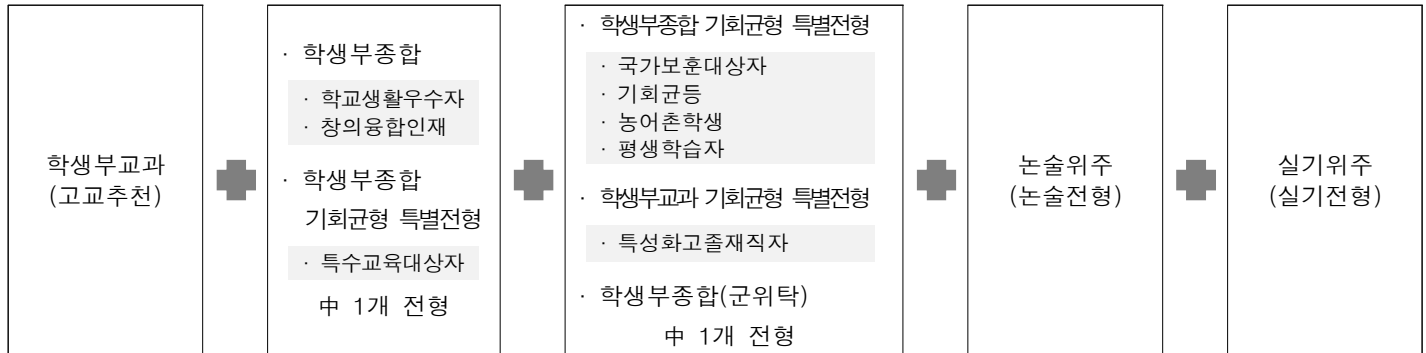 학생부교과
(고교추천)
· 학생부종합
· 학교생활우수자
· 창의융합인재
· 학생부종합
기회균형 특별전형
· 특수교육대상자
中 1개 전형
· 학생부종합 기회균형 특별전형
· 국가보훈대상자
· 기회균등
· 농어촌학생
· 평생학습자
· 학생부교과 기회균형 특별전형
· 특성화고졸재직자
· 학생부종합(군위탁)
中 1개 전형
논술위주
(논술전형)
실기위주
(실기전형)